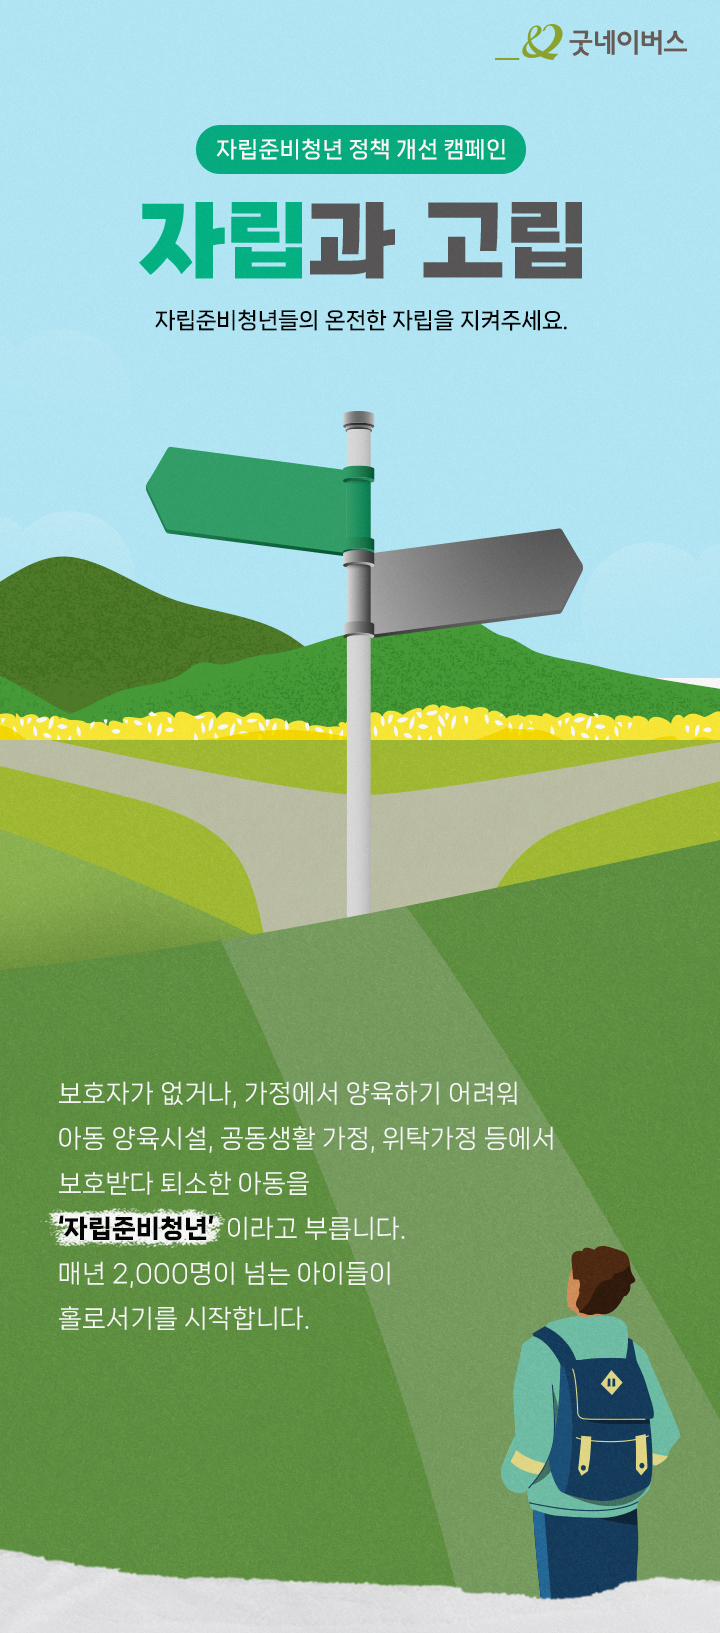 굿네이버스
자립준비청년 정책 개선 캠페인
자립과 고립
자립준비청년들의 온전한 자립을 지켜주세요.
보호자가 없거나, 가정에서 양육하기 어려워
아동 양육시설, 공동생활 가정, 위탁가정 등에서
보호받다 퇴소한 아동을
'자립준비청년' 이라고 부릅니다.
매년 2,000명이 넘는 아이들이
홀로서기를 시작합니다.